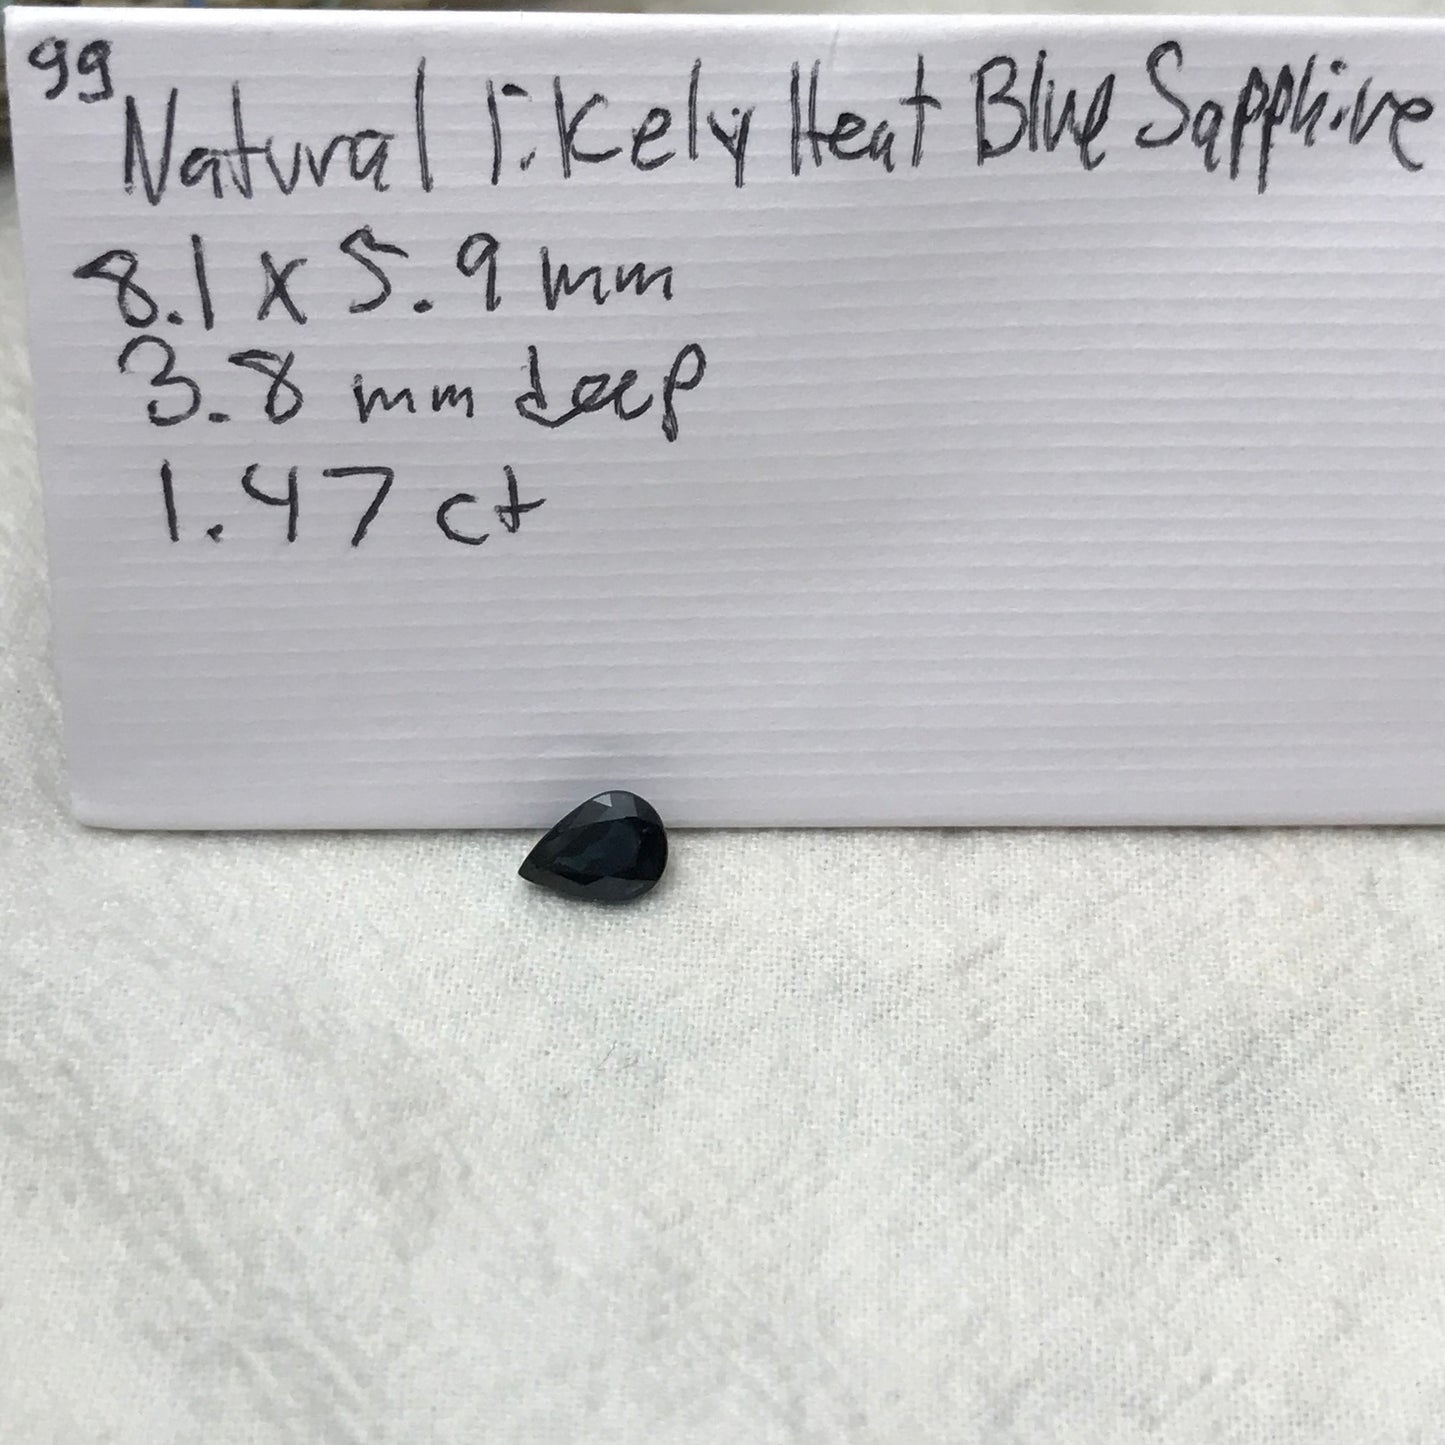 99
Natural likely Heat Blue Sapphire
8.1 x 5.9 mm
3.8 mm deep
1.47 ct